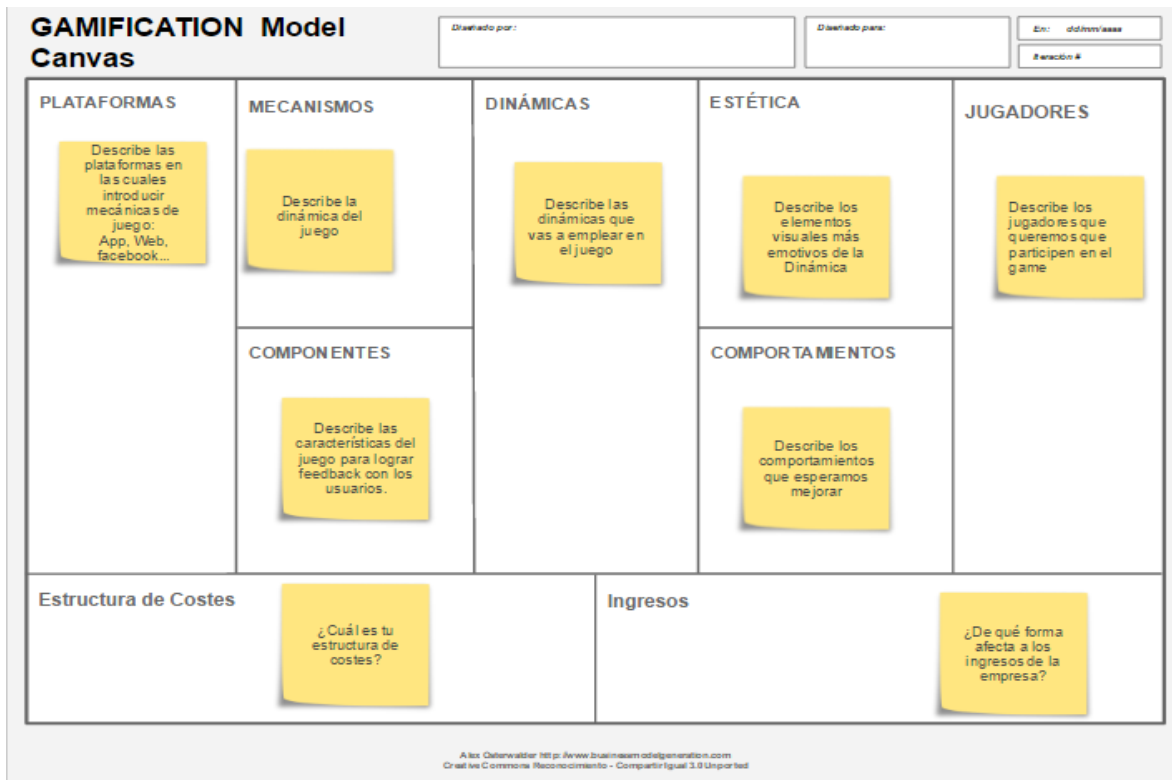 GAMIFICATION Model
Canvas
Diseñado por:
Diseñado para:
En: dd/mm/aaaa
Iteración #
PLATAFORMAS
Describe las
plataformas en
las cuales
introducir
mecánicas de
juego:
App, Web,
facebook...
MECANISMOS
Describe la
dinámica del
juego
DINÁMICAS
Describe las
dinámicas que
vas a emplear en
el juego
ESTÉTICA
Describe los
elementos
visuales más
emotivos de la
Dinámica
JUGADORES
Describe los
jugadores que
queremos que
participen en el
game
COMPONENTES
Describe las
características del
juego para lograr
feedback con los
usuarios.
COMPORTAMIENTOS
Describe los
comportamientos
que esperamos
mejorar
Estructura de Costes
¿Cuál es tu
estructura de
costes?
Ingresos
¿De qué forma
afecta a los
ingresos de la
empresa?
Alex Osterwalder http://www.businessmodelgeneration.com
Creative Commons Reconocimiento - CompartirIgual 3.0 Unported